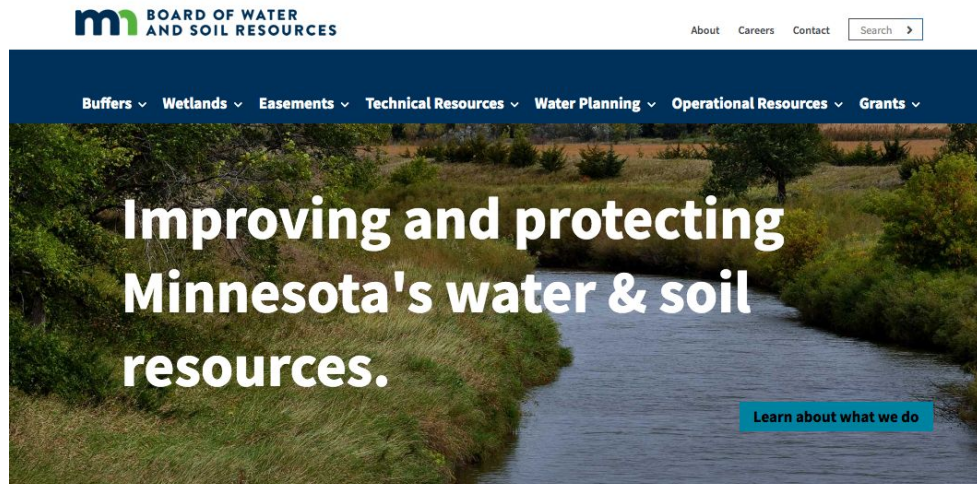 mn BOARD OF WATER
AND SOIL RESOURCES
About Careers Contact Search
Buffers Wetlands Easements Technical Resources Water Planning Operational Resources Grants
Improving and protecting
Minnesota's water & soil
resources.
Learn about what we do